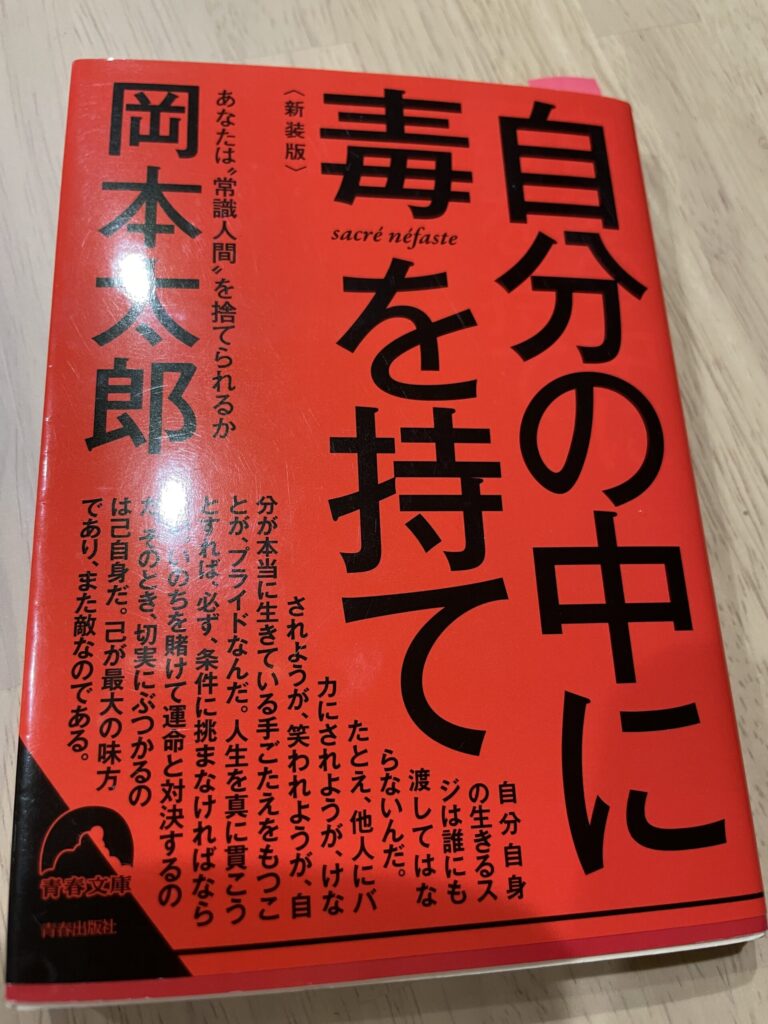 自分の中に
毒を持て
sacré néfaste
〈新装版〉
あなたは〝常識人間〟を捨てられるか
岡本太郎
自分自身
の生きるス
ジは誰にも
渡してはな
らないんだ。
たとえ、他人にバ
カにされようが、けな
されようが、笑われようが、自
分が本当に生きている手ごたえをもつこ
とが、プライドなんだ。人生を真に貫こう
とすれば、必ず、条件に挑まなければなら
ない。いのちを賭けて運命と対決するの
だ。そのとき、切実にぶつかるの
は己自身だ。己が最大の味方
であり、また敵なのである。
青春文庫
青春出版社